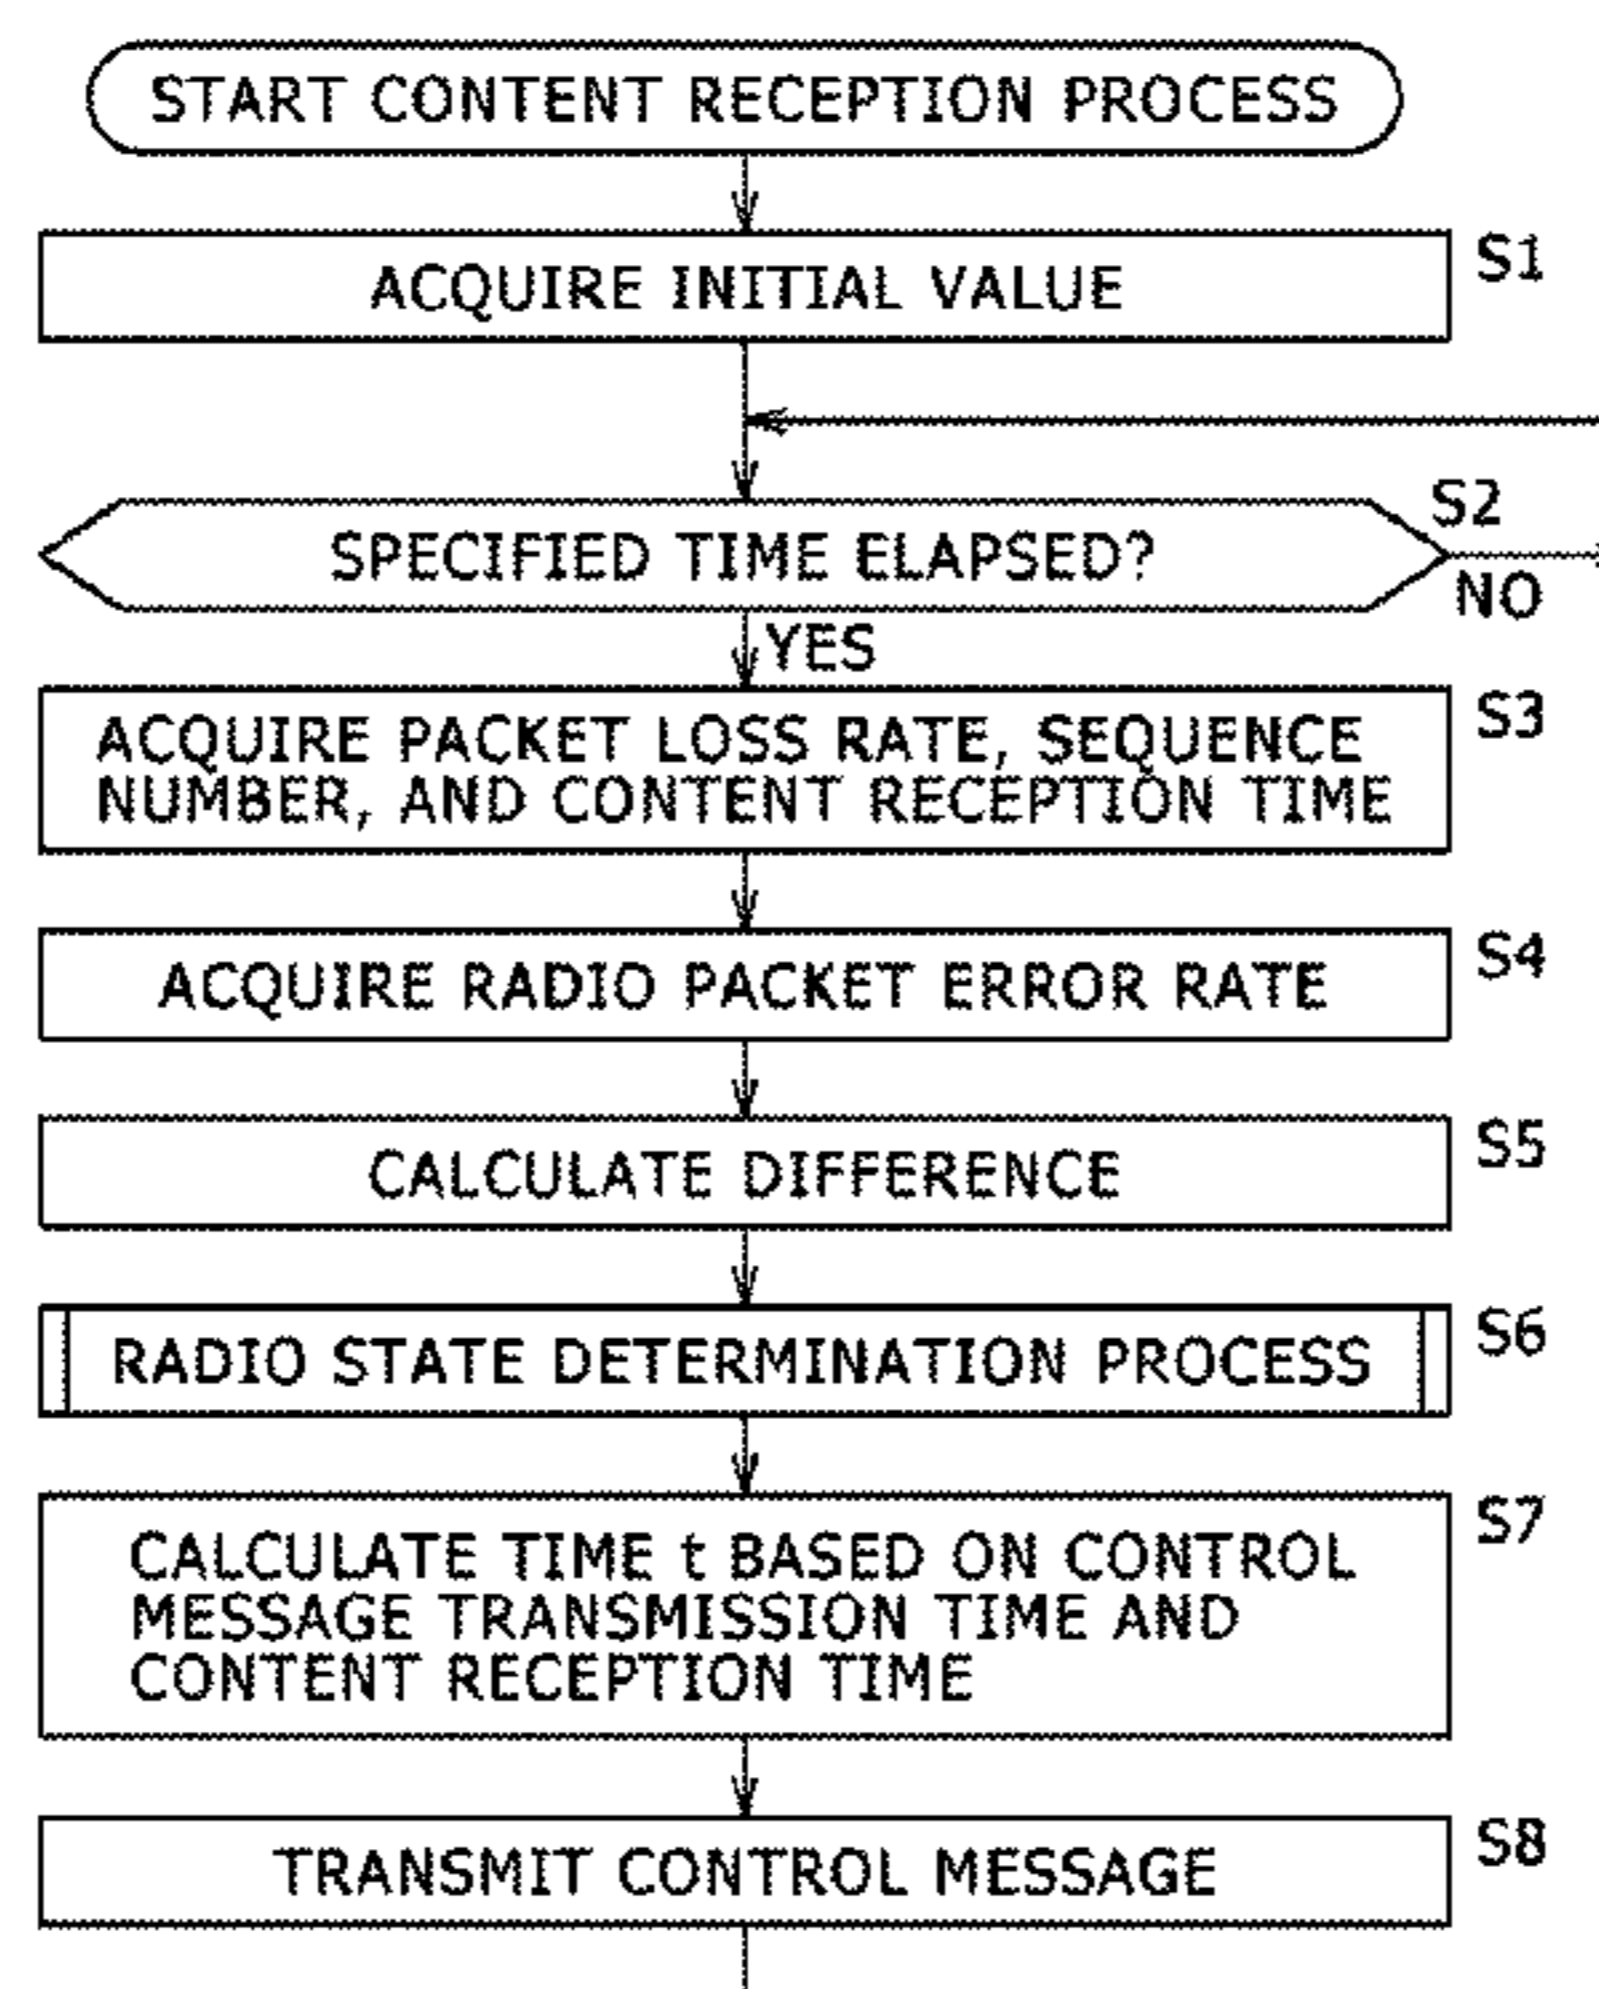 START CONTENT RECEPTION PROCESS
ACQUIRE INITIAL VALUE
S1
SPECIFIED TIME ELAPSED?
S2
NO
YES
ACQUIRE PACKET LOSS RATE, SEQUENCE
NUMBER, AND CONTENT RECEPTION TIME
S3
ACQUIRE RADIO PACKET ERROR RATE
S4
CALCULATE DIFFERENCE
S5
RADIO STATE DETERMINATION PROCESS
S6
CALCULATE TIME t BASED ON CONTROL
MESSAGE TRANSMISSION TIME AND
CONTENT RECEPTION TIME
S7
TRANSMIT CONTROL MESSAGE
S8